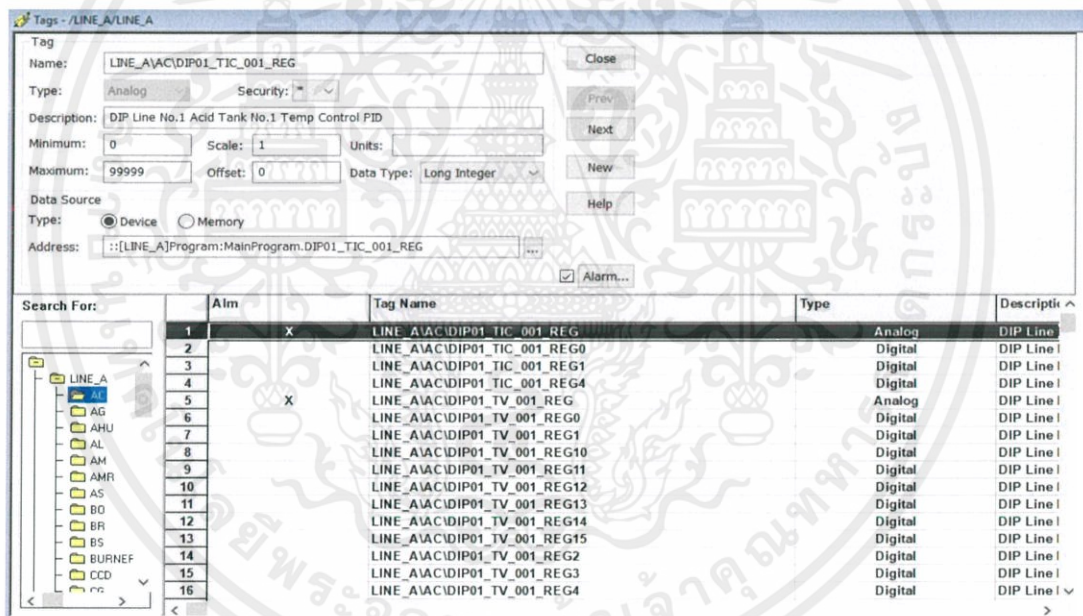 Tags - /LINE_A/LINE_A
Tag
Name: LINE_A\AC\DIP01_TIC_001_REG
Close
Type: Analog Security: *
Prev
Description: DIP Line No.1 Acid Tank No.1 Temp Control PID
Next
Minimum: 0 Scale: 1 Units:
Maximum: 99999 Offset: 0 Data Type: Long Integer
New
Data Source
Help
Type: Device Memory
Address: ::[LINE_A]Program:MainProgram.DIP01_TIC_001_REG ...
Alarm...
Search For:
LINE_A
AC
AG
AHU
AL
AM
AMR
AS
BO
BR
BS
BURNEF
CCD
CG
Alm Tag Name Type Descriptic
1 X LINE_A\AC\DIP01_TIC_001_REG Analog DIP Line
2 LINE_A\AC\DIP01_TIC_001_REG0 Digital DIP Line
3 LINE_A\AC\DIP01_TIC_001_REG1 Digital DIP Line
4 LINE_A\AC\DIP01_TIC_001_REG4 Digital DIP Line
5 X LINE_A\AC\DIP01_TV_001_REG Analog DIP Line
6 LINE_A\AC\DIP01_TV_001_REG0 Digital DIP Line
7 LINE_A\AC\DIP01_TV_001_REG1 Digital DIP Line
8 LINE_A\AC\DIP01_TV_001_REG10 Digital DIP Line
9 LINE_A\AC\DIP01_TV_001_REG11 Digital DIP Line
10 LINE_A\AC\DIP01_TV_001_REG12 Digital DIP Line
11 LINE_A\AC\DIP01_TV_001_REG13 Digital DIP Line
12 LINE_A\AC\DIP01_TV_001_REG14 Digital DIP Line
13 LINE_A\AC\DIP01_TV_001_REG15 Digital DIP Line
14 LINE_A\AC\DIP01_TV_001_REG2 Digital DIP Line
15 LINE_A\AC\DIP01_TV_001_REG3 Digital DIP Line
16 LINE_A\AC\DIP01_TV_001_REG4 Digital DIP Line